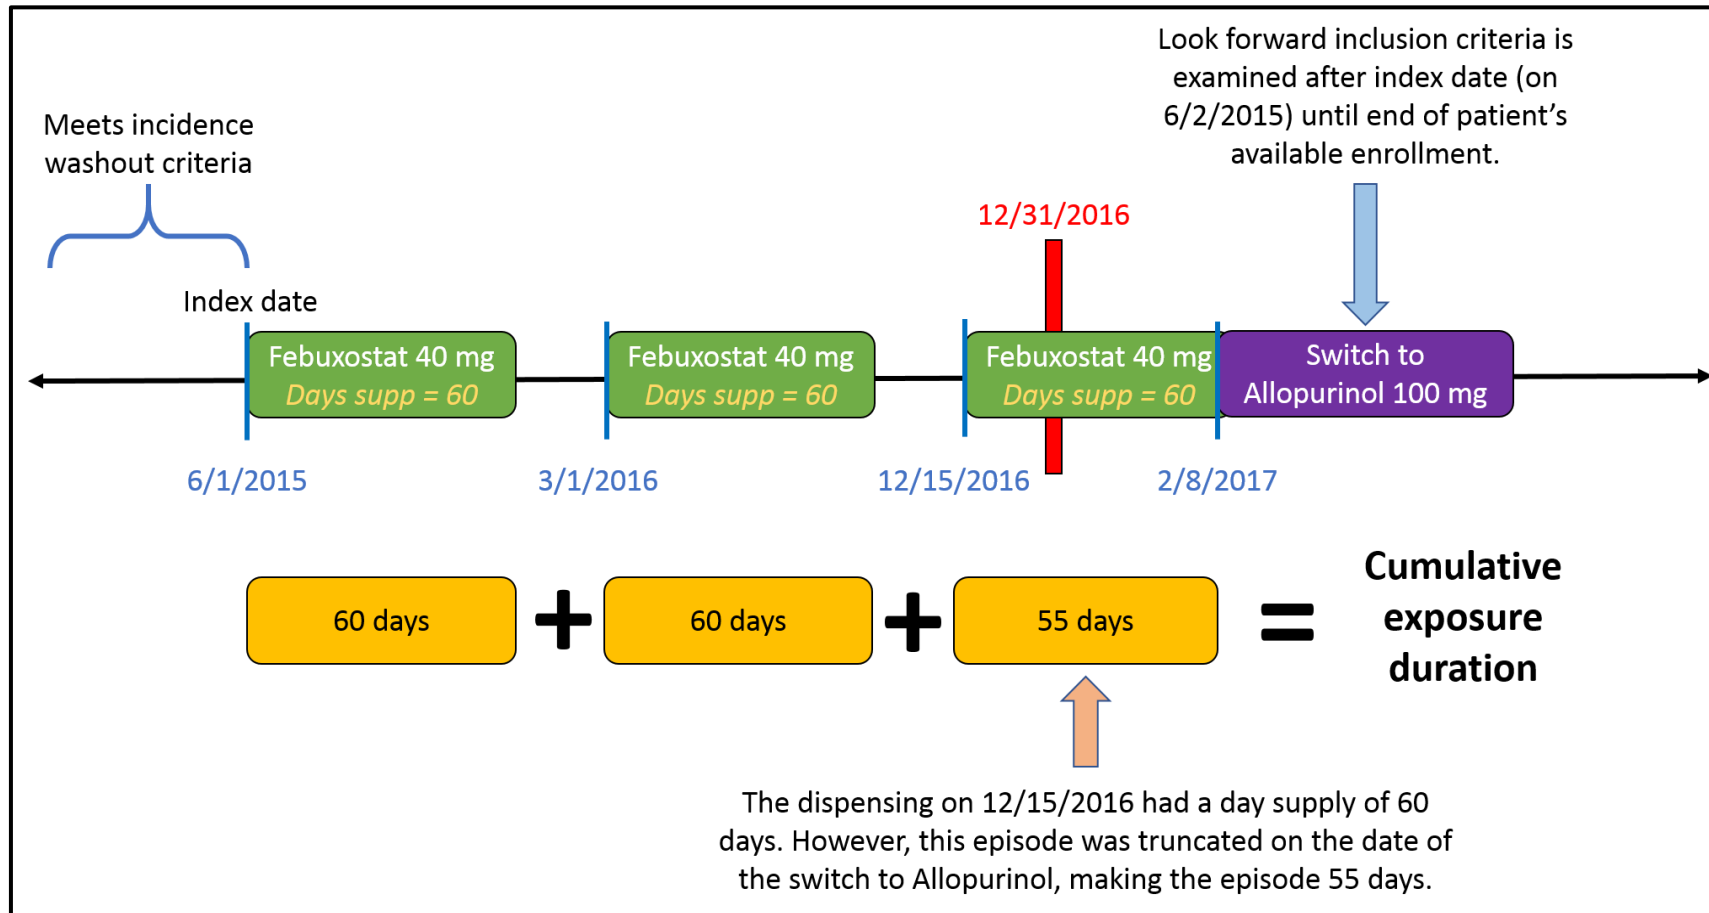 Look forward inclusion criteria is
examined after index date (on
6/2/2015) until end of patient’s
available enrollment.
Meets incidence
washout criteria
12/31/2016
Index date
Febuxostat 40 mg
Days supp = 60
Febuxostat 40 mg
Days supp = 60
Febuxostat 40 mg
Days supp = 60
Switch to
Allopurinol 100 mg
6/1/2015
3/1/2016
12/15/2016
2/8/2017
60 days
+
60 days
+
55 days
=
Cumulative
exposure
duration
The dispensing on 12/15/2016 had a day supply of 60
days. However, this episode was truncated on the date of
the switch to Allopurinol, making the episode 55 days.